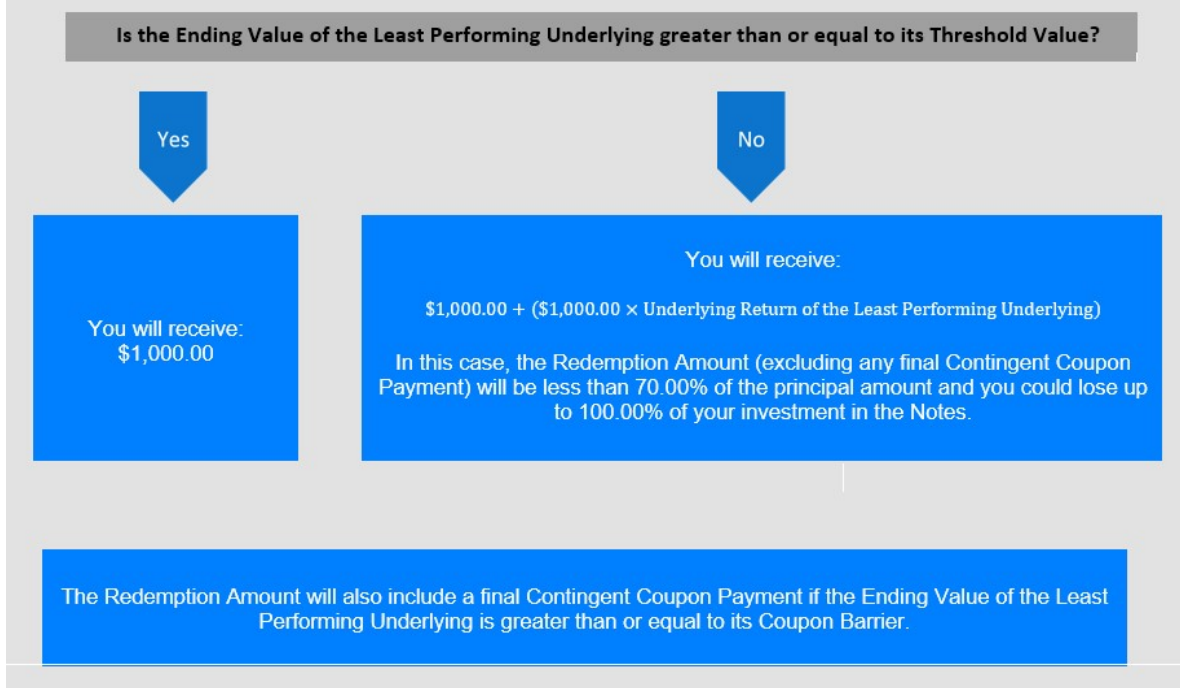 Is the Ending Value of the Least Performing Underlying greater than or equal to its Threshold Value?
Yes
No
You will receive:
$1,000.00
You will receive:
$1,000.00 + ($1,000.00 × Underlying Return of the Least Performing Underlying)
In this case, the Redemption Amount (excluding any final Contingent Coupon
Payment) will be less than 70.00% of the principal amount and you could lose up
to 100.00% of your investment in the Notes.
The Redemption Amount will also include a final Contingent Coupon Payment if the Ending Value of the Least
Performing Underlying is greater than or equal to its Coupon Barrier.